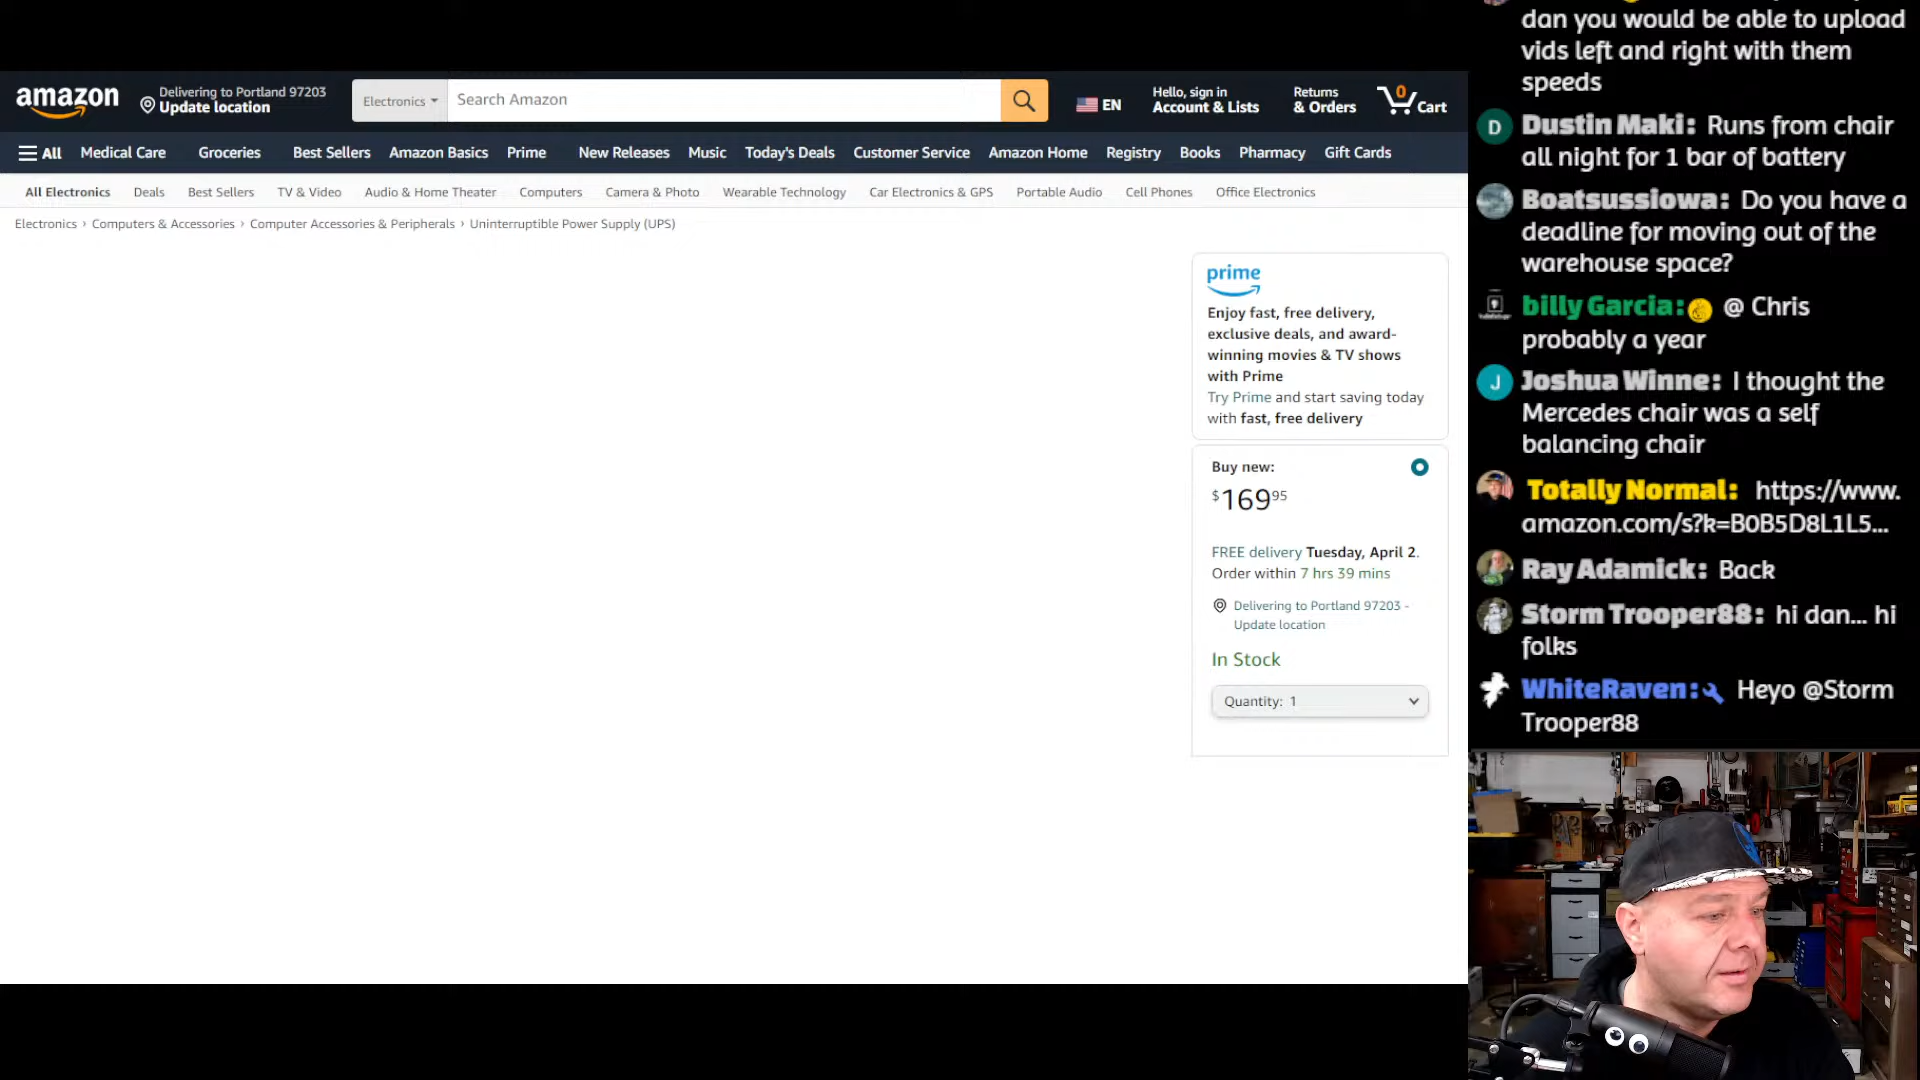 amazon
Delivering to Portland 97203
Update location
Electronics
Search Amazon
EN
Hello, sign in
Account & Lists
Returns
& Orders
0
Cart
All
Medical Care
Groceries
Best Sellers
Amazon Basics
Prime
New Releases
Music
Today's Deals
Customer Service
Amazon Home
Registry
Books
Pharmacy
Gift Cards
All Electronics
Deals
Best Sellers
TV & Video
Audio & Home Theater
Computers
Camera & Photo
Wearable Technology
Car Electronics & GPS
Portable Audio
Cell Phones
Office Electronics
Electronics › Computers & Accessories › Computer Accessories & Peripherals › Uninterruptible Power Supply (UPS)
prime
Enjoy fast, free delivery,
exclusive deals, and award-
winning movies & TV shows
with Prime
Try Prime and start saving today
with fast, free delivery
Buy new:
$169 95
FREE delivery Tuesday, April 2.
Order within 7 hrs 39 mins
Delivering to Portland 97203 -
Update location
In Stock
Quantity: 1
dan you would be able to upload
vids left and right with them
speeds
D
Dustin Maki: Runs from chair
all night for 1 bar of battery
Boatsussiowa: Do you have a
deadline for moving out of the
warehouse space?
billy Garcia: @ Chris
probably a year
J
Joshua Winne: I thought the
Mercedes chair was a self
balancing chair
Totally Normal: https://www.
amazon.com/s?k=B0B5D8L1L5...
Ray Adamick: Back
Storm Trooper88: hi dan... hi
folks
WhiteRaven: Heyo @Storm
Trooper88